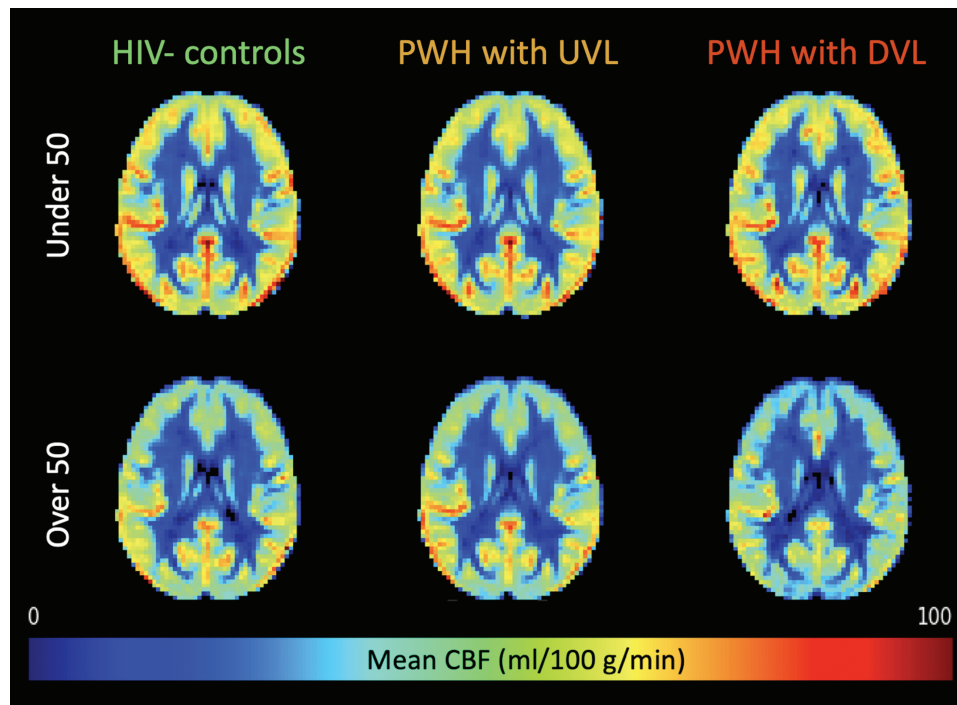 HIV- controls PWH with UVL PWH with DVL
Under 50
Over 50
0 100
Mean CBF (ml/100 g/min)